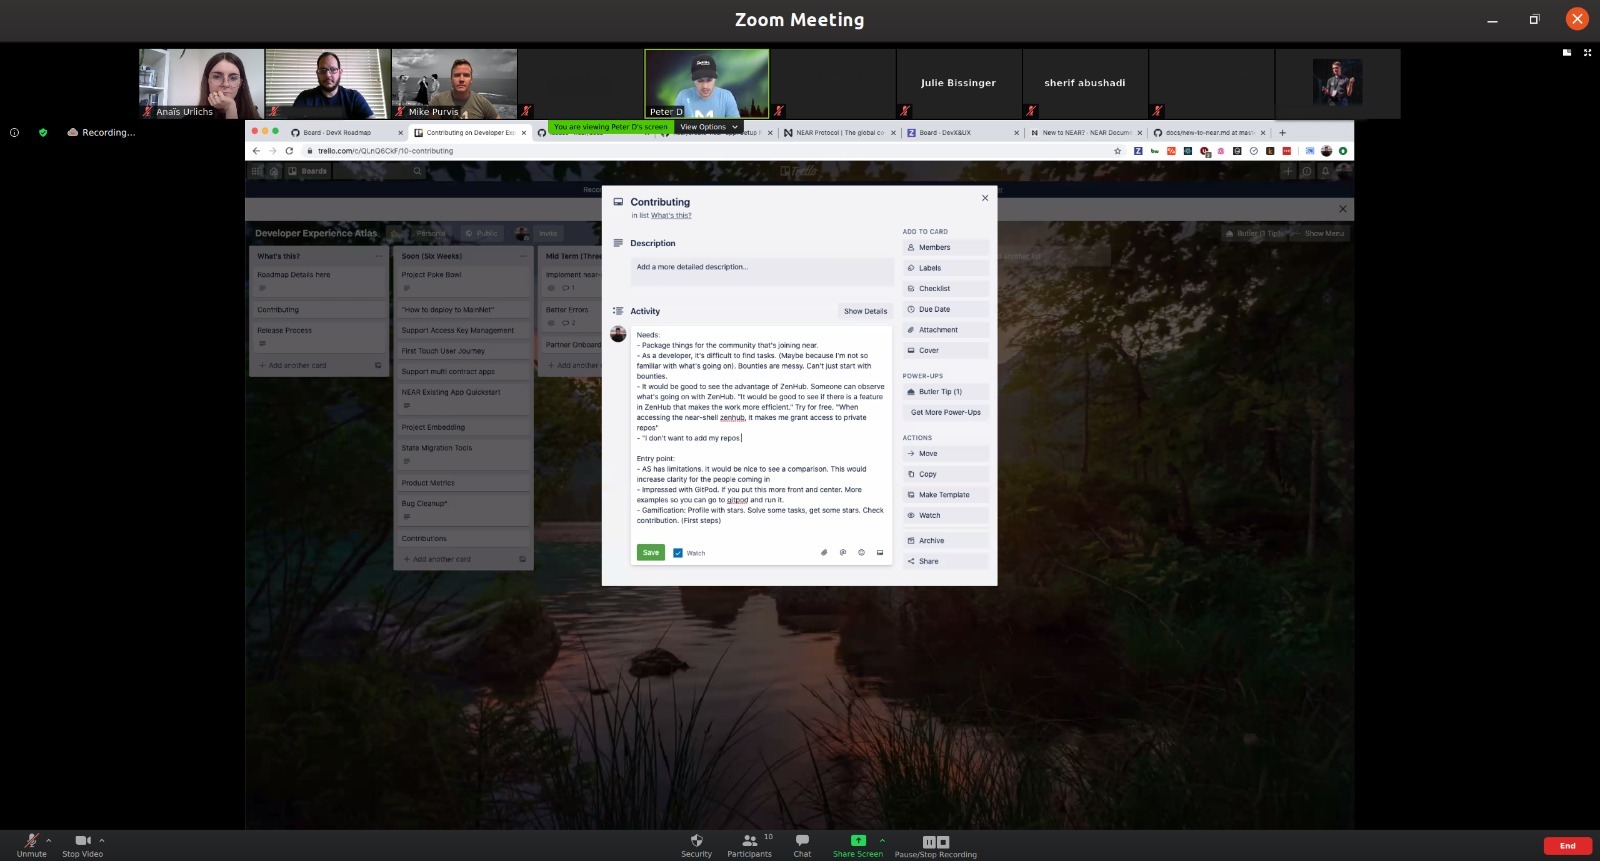 Zoom Meeting
Anaïs Urlichs
Mike Purvis
Peter D
Julie Bissinger
sherif abushadi
Recording...
You are viewing Peter D's screen
View Options
Board - DevX Roadmap
Contributing on Developer Ex
NEAR Protocol | The global co
Board - DevX&UX
New to NEAR? · NEAR Docume
docs/new-to-near.md at mast
trello.com/c/QLnQ6CkF/10-contributing
Boards
Developer Experience Atlas
Personal
Public
Invite
Butler (1 Tip)
Show Menu
What's this?
Roadmap Details here
Contributing
Release Process
+ Add another card
Soon (Six Weeks)
Project Poke Bowl
"How to deploy to MainNet"
Support Access Key Management
First Touch User Journey
Support multi contract apps
NEAR Existing App Quickstart
Project Embedding
State Migration Tools
Product Metrics
Bug Cleanup*
Contributions
+ Add another card
Mid Term (Three
Implement near-
1
Better Errors
2
Partner Onboard
+ Add anothe
Contributing
in list What's this?
Description
Add a more detailed description...
Activity
Show Details
Needs:
- Package things for the community that's joining near.
- As a developer, it's difficult to find tasks. (Maybe because I'm not so
familiar with what's going on). Bounties are messy. Can't just start with
bounties.
- It would be good to see the advantage of ZenHub. Someone can observe
what's going on with ZenHub. "It would be good to see if there is a feature
in ZenHub that makes the work more efficient." Try for free. "When
accessing the near-shell zenhub, it makes me grant access to private
repos"
- "I don't want to add my repos
Entry point:
- AS has limitations. It would be nice to see a comparison. This would
increase clarity for the people coming in
- Impressed with GitPod. If you put this more front and center. More
examples so you can go to gitpod and run it.
- Gamification: Profile with stars. Solve some tasks, get some stars. Check
contribution. (First steps)
Save
Watch
ADD TO CARD
Members
Labels
Checklist
Due Date
Attachment
Cover
POWER-UPS
Butler Tip (1)
Get More Power-Ups
ACTIONS
Move
Copy
Make Template
Watch
Archive
Share
Unmute
Stop Video
Security
Participants
10
Chat
Share Screen
Pause/Stop Recording
End